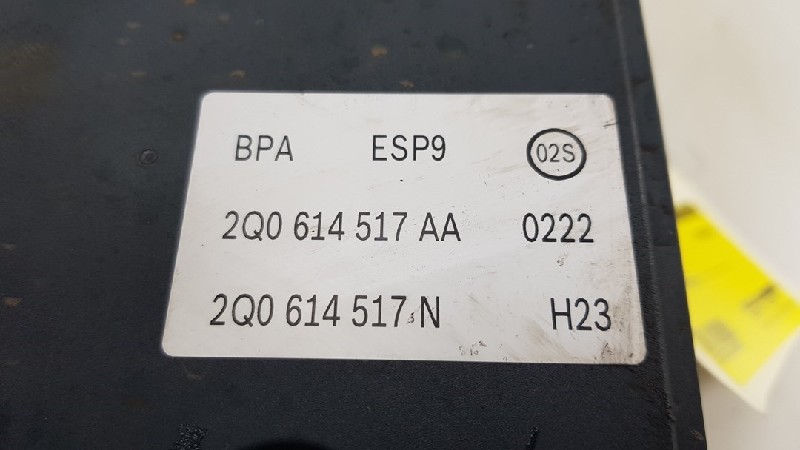 BPA ESP9 02S
2Q0 614 517 AA 0222
2Q0 614 517 N H23